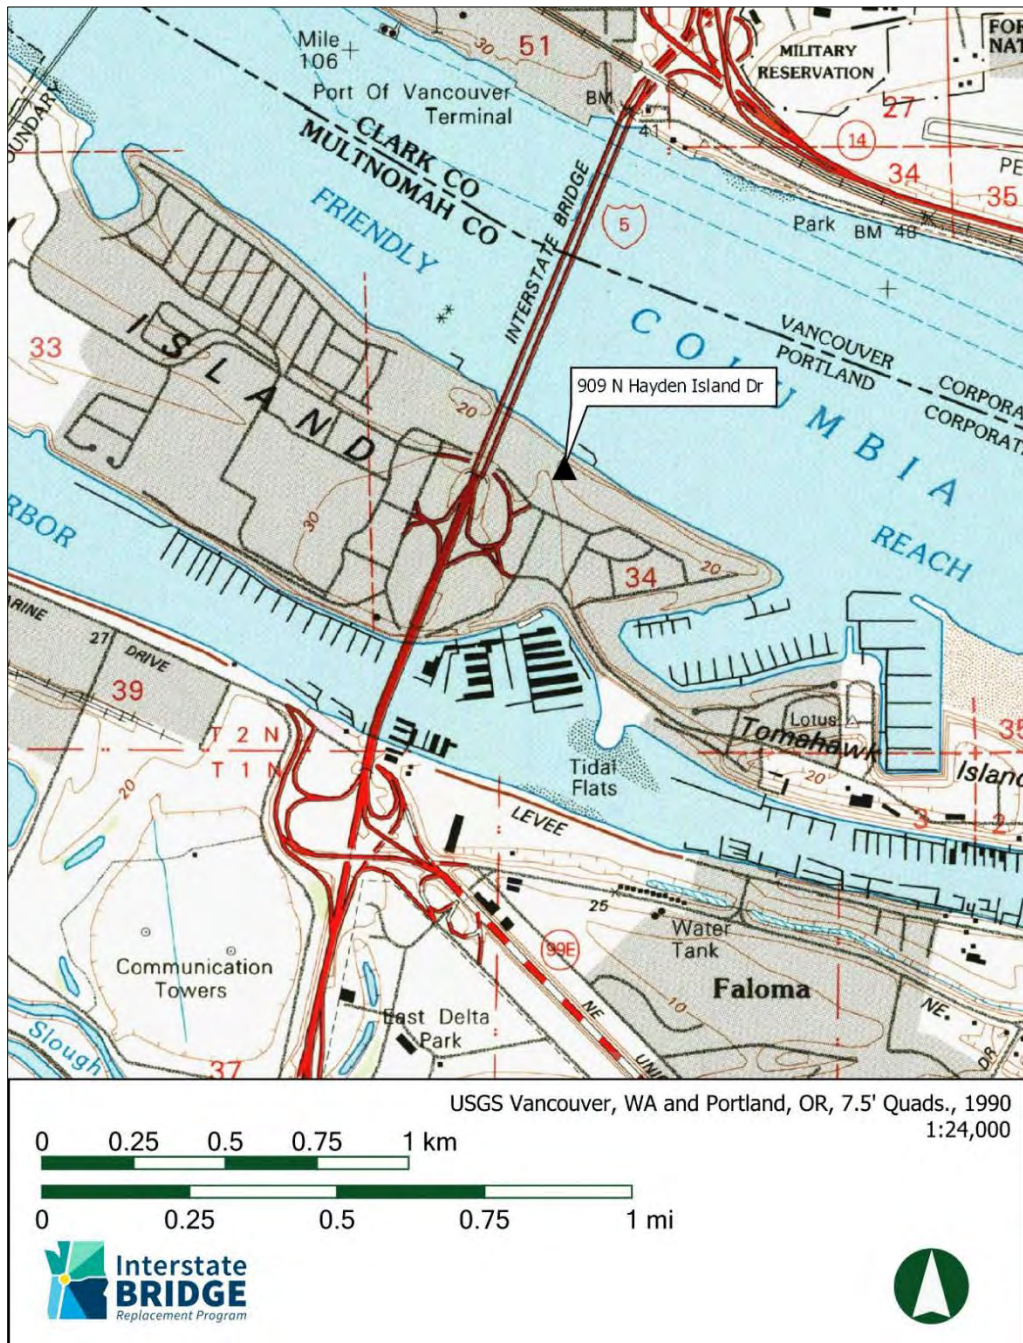 Mile
106
51
30
Port Of Vancouver
Terminal
BM
41
MILITARY
RESERVATION
FOR
NAT
27
14
34
35
PE
Park
BM 48
OUNDARY
CLARK CO
MULTNOMAH CO
FRIENDLY
INTERSTATE BRIDGE
5
COLUMBIA
REACH
VANCOUVER
PORTLAND
CORPORA
CORPORAT
33
ISLAND
20
909 N Hayden Island Dr
30
34
20
RBOR
ARINE
DRIVE
27
39
T 2 N
T 1 N
20
Tidal
Flats
LEVEE
Lotus
Tomahawk
Island
20
35
3
2
25
Water
Tank
99E
Faloma
10
NE
UNI
NE
DR
Communication
Towers
East Delta
Park
Slough
37
USGS Vancouver, WA and Portland, OR, 7.5' Quads., 1990
1:24,000
0 0.25 0.5 0.75 1 km
0 0.25 0.5 0.75 1 mi
Interstate
BRIDGE
Replacement Program